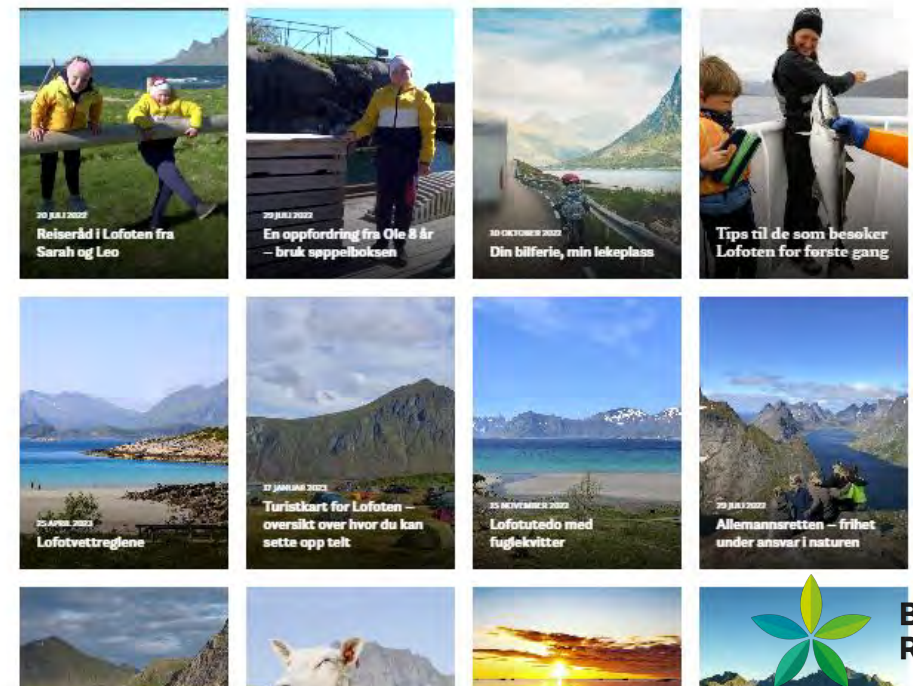 20 JULI 2022
Reiseråd i Lofoten fra
Sarah og Leo
29 JULI 2022
En oppfordring fra Ole 8 år
– bruk søppelboksen
10 OKTOBER 2022
Din bilferie, min lekeplass
Tips til de som besøker
Lofoten for første gang
25 APRIL 2023
Lofotvettreglene
17 JANUAR 2023
Turistkart for Lofoten –
oversikt over hvor du kan
sette opp telt
15 NOVEMBER 2022
Lofotutedo med
fuglekvitter
29 JULI 2022
Allemannsretten – frihet
under ansvar i naturen